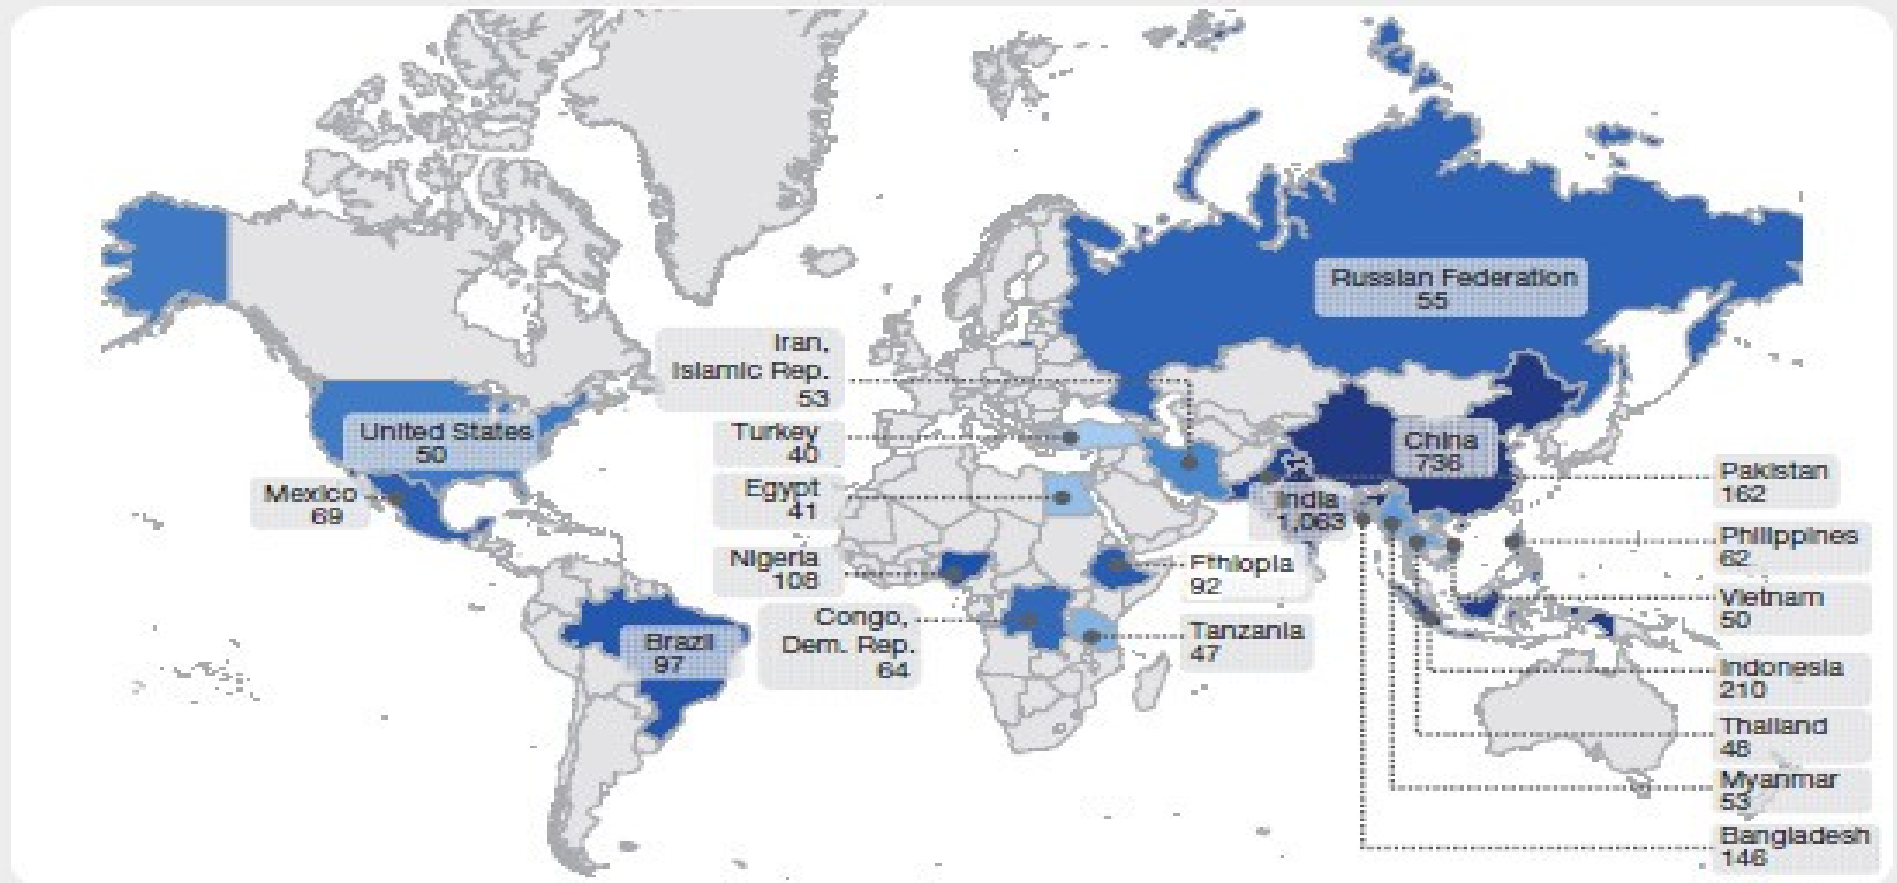 Russian Federation
55
Iran,
Islamic Rep.
53
United States
50
Turkey
40
China
736
Mexico
69
Egypt
41
India
1,063
Pakistan
162
Nigeria
108
Ethiopia
92
Philippines
62
Congo,
Dem. Rep.
64
Tanzania
47
Vietnam
50
Brazil
97
Indonesia
210
Thailand
46
Myanmar
53
Bangladesh
146